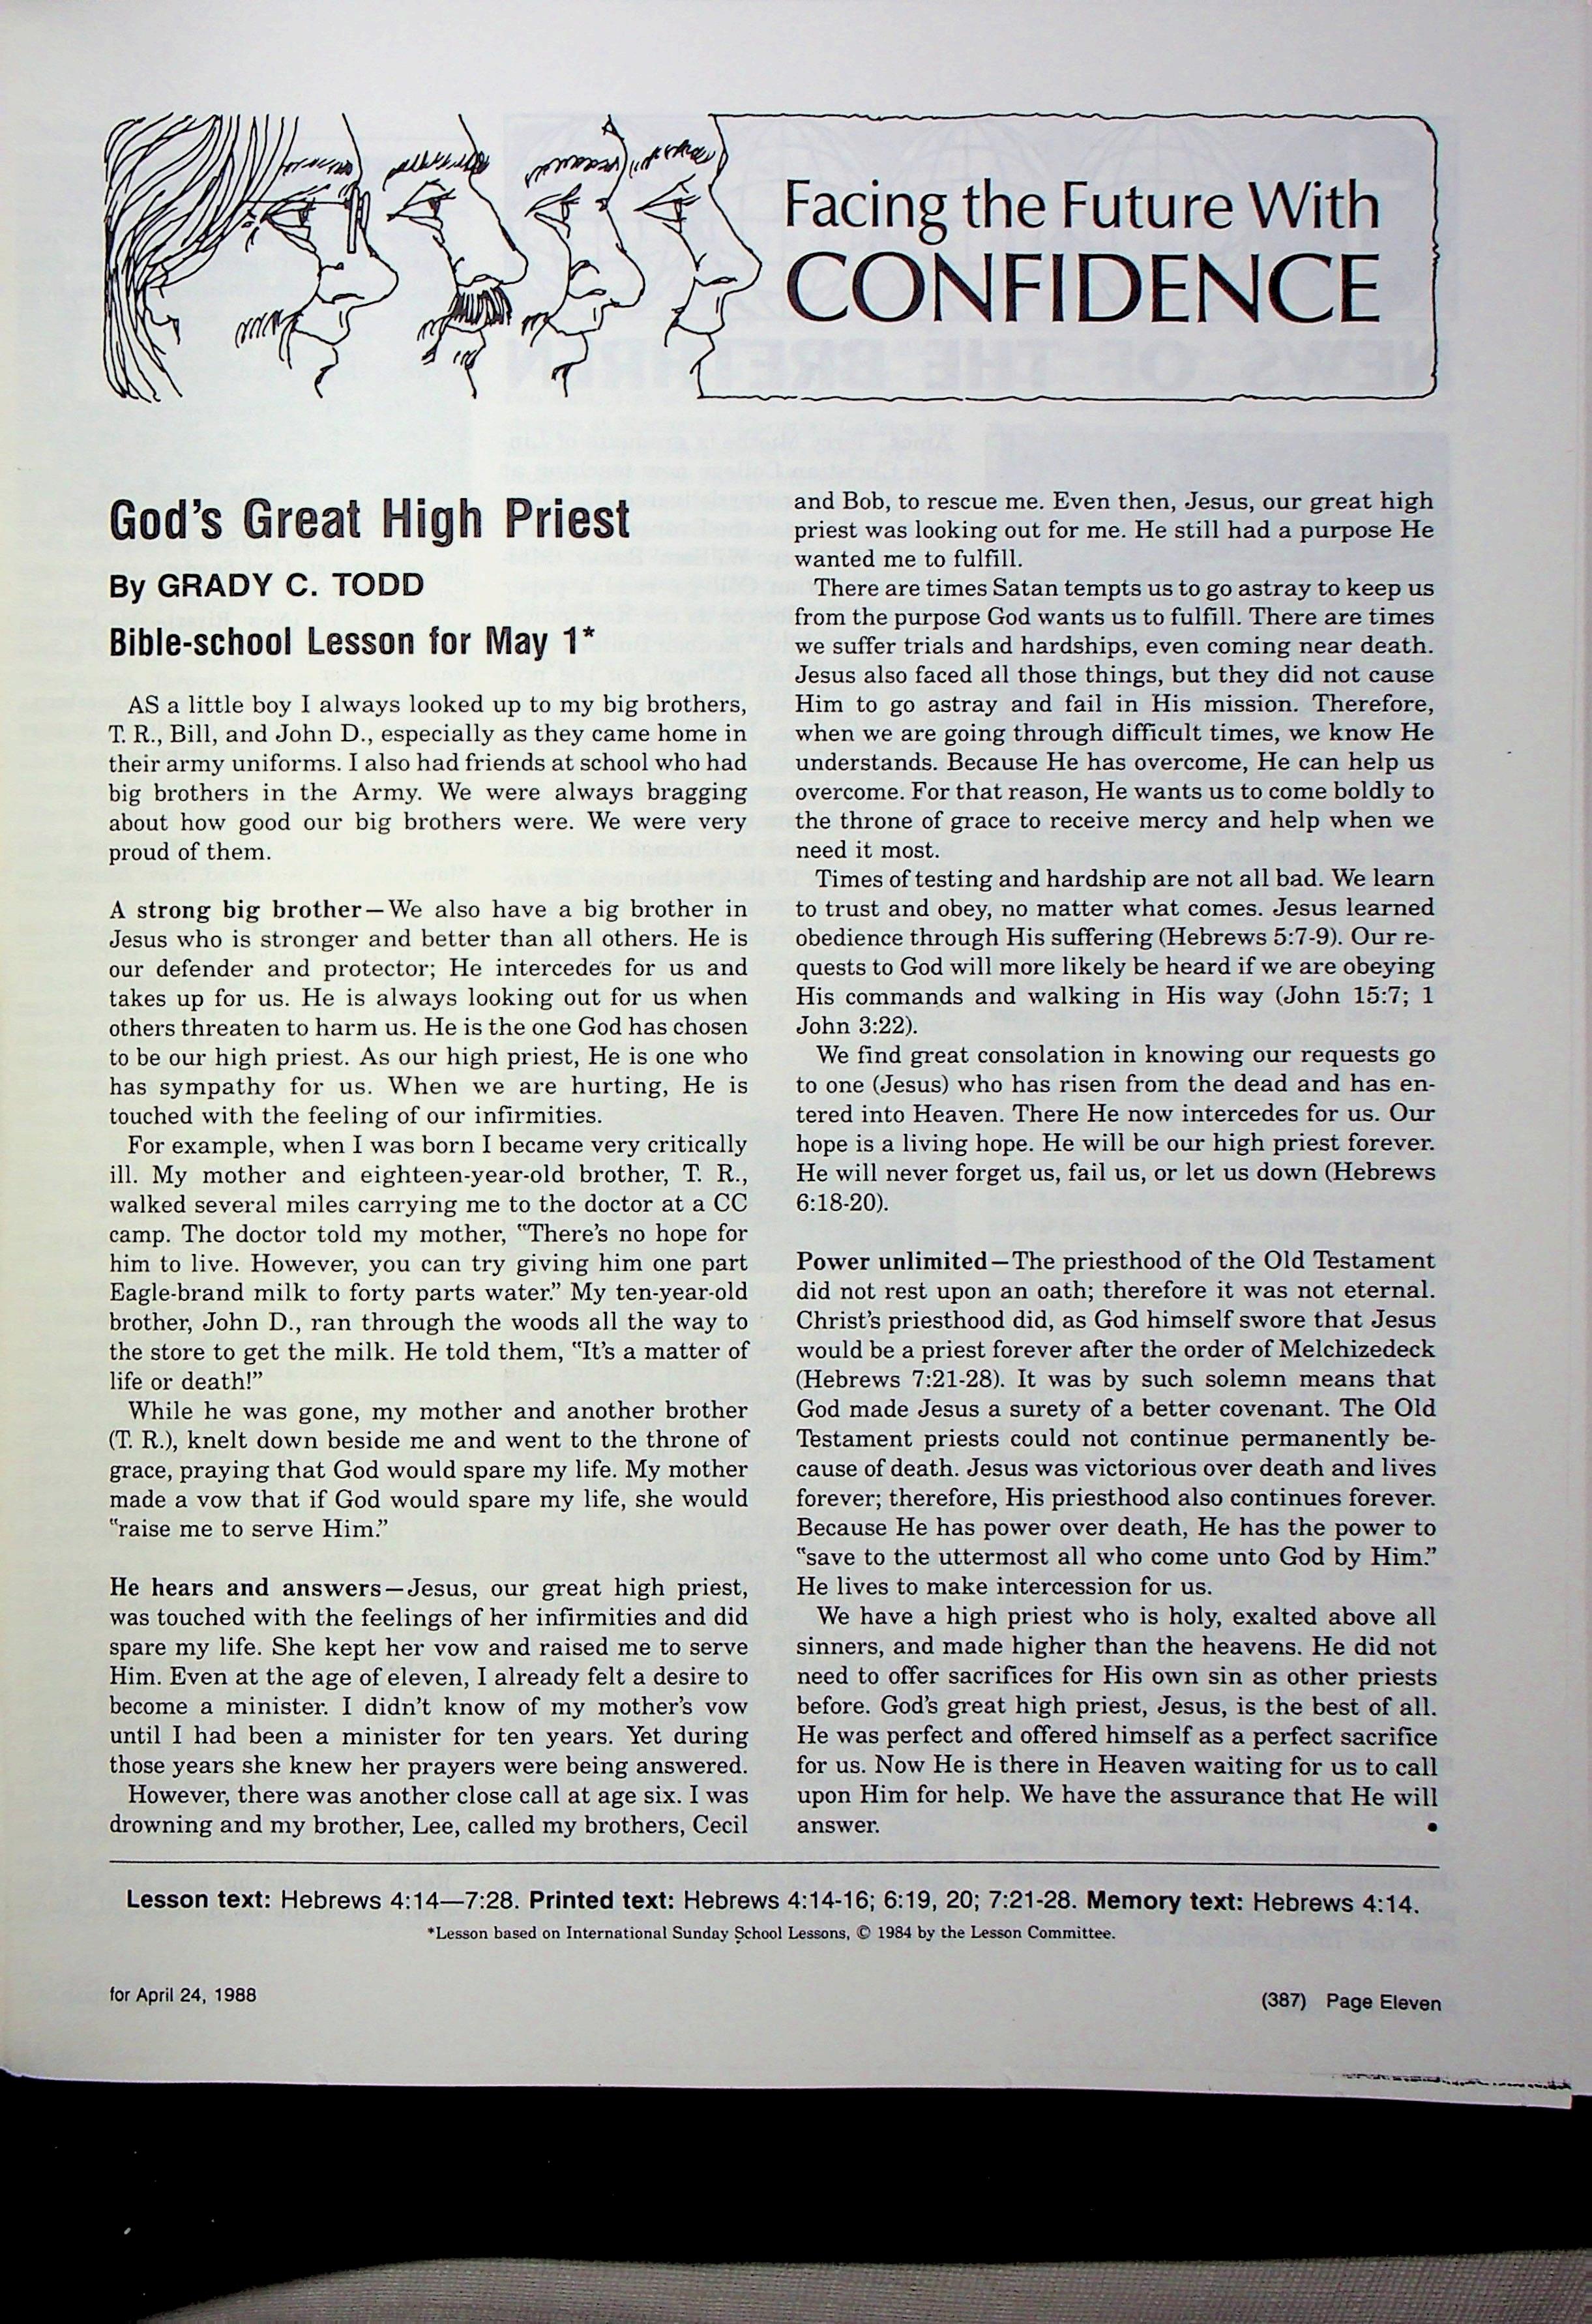 Facing the Future With
CONFIDENCE
God's Great High Priest
By GRADY C. TODD
Bible-school Lesson for May 1*
AS a little boy I always looked up to my big brothers,
T. R., Bill, and John D., especially as they came home in
their army uniforms. I also had friends at school who had
big brothers in the Army. We were always bragging
about how good our big brothers were. We were very
proud of them.
A strong big brother—We also have a big brother in
Jesus who is stronger and better than all others. He is
our defender and protector; He intercedes for us and
takes up for us. He is always looking out for us when
others threaten to harm us. He is the one God has chosen
to be our high priest. As our high priest, He is one who
has sympathy for us. When we are hurting, He is
touched with the feeling of our infirmities.
For example, when I was born I became very critically
ill. My mother and eighteen-year-old brother, T. R.,
walked several miles carrying me to the doctor at a CC
camp. The doctor told my mother, "There's no hope for
him to live. However, you can try giving him one part
Eagle-brand milk to forty parts water." My ten-year-old
brother, John D., ran through the woods all the way to
the store to get the milk. He told them, "It's a matter of
life or death!"
While he was gone, my mother and another brother
(T. R.), knelt down beside me and went to the throne of
grace, praying that God would spare my life. My mother
made a vow that if God would spare my life, she would
"raise me to serve Him."
He hears and answers—Jesus, our great high priest,
was touched with the feelings of her infirmities and did
spare my life. She kept her vow and raised me to serve
Him. Even at the age of eleven, I already felt a desire to
become a minister. I didn't know of my mother's vow
until I had been a minister for ten years. Yet during
those years she knew her prayers were being answered.
However, there was another close call at age six. I was
drowning and my brother, Lee, called my brothers, Cecil
and Bob, to rescue me. Even then, Jesus, our great high
priest was looking out for me. He still had a purpose He
wanted me to fulfill.
There are times Satan tempts us to go astray to keep us
from the purpose God wants us to fulfill. There are times
we suffer trials and hardships, even coming near death.
Jesus also faced all those things, but they did not cause
Him to go astray and fail in His mission. Therefore,
when we are going through difficult times, we know He
understands. Because He has overcome, He can help us
overcome. For that reason, He wants us to come boldly to
the throne of grace to receive mercy and help when we
need it most.
Times of testing and hardship are not all bad. We learn
to trust and obey, no matter what comes. Jesus learned
obedience through His suffering (Hebrews 5:7-9). Our re-
quests to God will more likely be heard if we are obeying
His commands and walking in His way (John 15:7; 1
John 3:22).
We find great consolation in knowing our requests go
to one (Jesus) who has risen from the dead and has en-
tered into Heaven. There He now intercedes for us. Our
hope is a living hope. He will be our high priest forever.
He will never forget us, fail us, or let us down (Hebrews
6:18-20).
Power unlimited—The priesthood of the Old Testament
did not rest upon an oath; therefore it was not eternal.
Christ's priesthood did, as God himself swore that Jesus
would be a priest forever after the order of Melchizedeck
(Hebrews 7:21-28). It was by such solemn means that
God made Jesus a surety of a better covenant. The Old
Testament priests could not continue permanently be-
cause of death. Jesus was victorious over death and lives
forever; therefore, His priesthood also continues forever.
Because He has power over death, He has the power to
"save to the uttermost all who come unto God by Him."
He lives to make intercession for us.
We have a high priest who is holy, exalted above all
sinners, and made higher than the heavens. He did not
need to offer sacrifices for His own sin as other priests
before. God's great high priest, Jesus, is the best of all.
He was perfect and offered himself as a perfect sacrifice
for us. Now He is there in Heaven waiting for us to call
upon Him for help. We have the assurance that He will
answer. •
Lesson text: Hebrews 4:14—7:28. Printed text: Hebrews 4:14-16; 6:19, 20; 7:21-28. Memory text: Hebrews 4:14.
*Lesson based on International Sunday School Lessons, © 1984 by the Lesson Committee.
for April 24, 1988
(387) Page Eleven